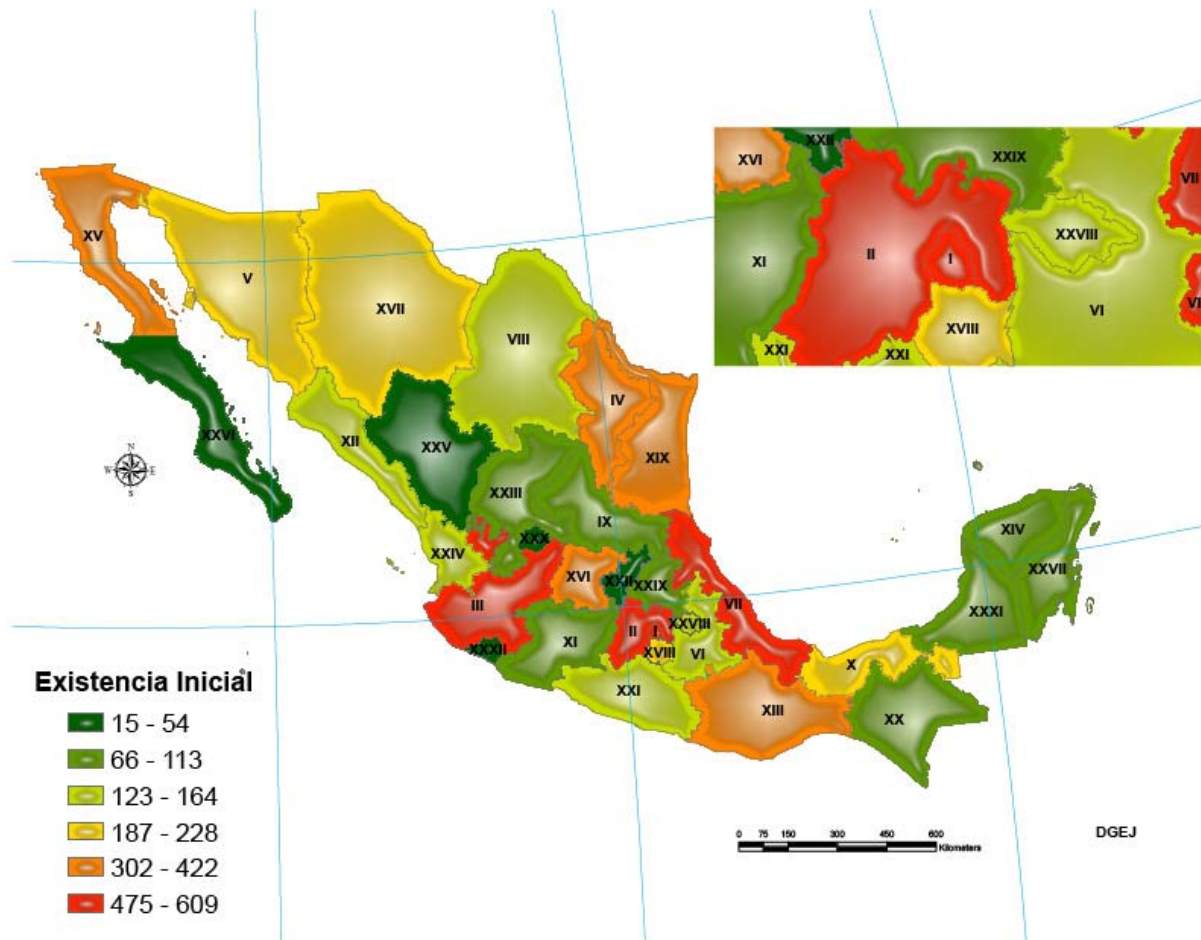 XXII
XVI
XXIX
VII
XI
II
I
XXVIII
VI
VII
XVIII
XXI
XXI
XV
V
XVII
VIII
IV
XIX
XII
XXV
XXVI
XXIII
IX
XXIV
XXX
XVI
XXII
XXIX
III
VII
XXXII
XI
II
I
XXVIII
XVIII
VI
XXI
XIII
X
XX
XIV
XXVII
XXXI
N
W
E
S
Existencia Inicial
15 - 54
66 - 113
123 - 164
187 - 228
302 - 422
475 - 609
0 75 150 300 450 600
Kilometers
DGEJ